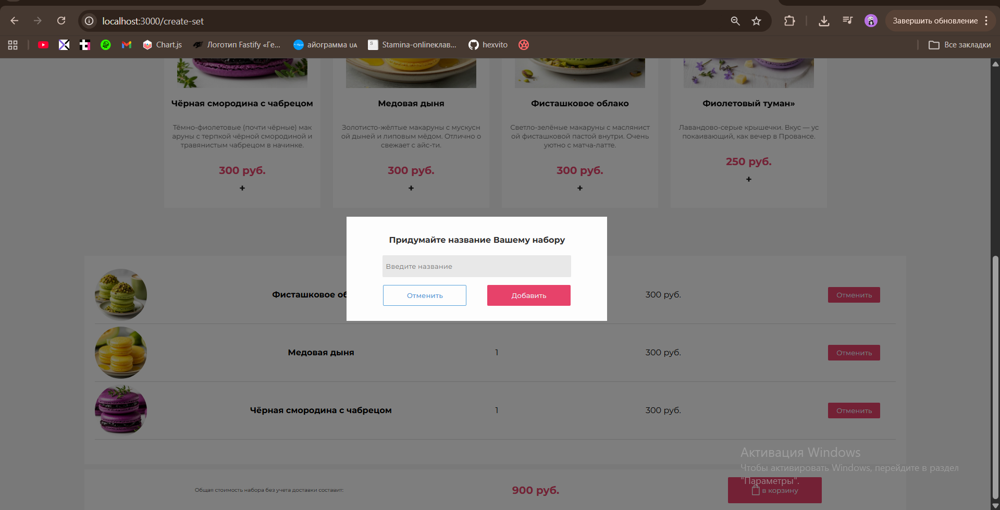 localhost:3000/create-set
Завершить обновление
Chart.js
Логотип Fastify «Ге...
айограмма UA
Stamina-onlineклав...
hexvito
Все закладки
Чёрная смородина с чабрецом
Тёмно-фиолетовые (почти чёрные) мак
аруны с терпкой чёрной смородиной и
травянистым чабрецом в начинке.
300 руб.
+
Медовая дыня
Золотисто-жёлтые макаруны с мускусн
ой дыней и липовым мёдом. Отлично о
свежает с айс-ти.
300 руб.
+
Фисташковое облако
Светло-зелёные макаруны с маслянист
ой фисташковой пастой внутри. Очень
уютно с матча-латте.
300 руб.
+
Фиолетовый туман»
Лавандово-серые крышечки. Вкус — ус
покаивающий, как вечер в Провансе.
250 руб.
+
Придумайте название Вашему набору
Введите название
Отменить
Добавить
Фисташковое об
300 руб.
Отменить
Медовая дыня
1
300 руб.
Отменить
Чёрная смородина с чабрецом
1
300 руб.
Отменить
Активация Windows
Чтобы активировать Windows, перейдите в раздел
"Параметры".
Общая стоимость набора без учета доставки составит:
900 руб.
в корзину